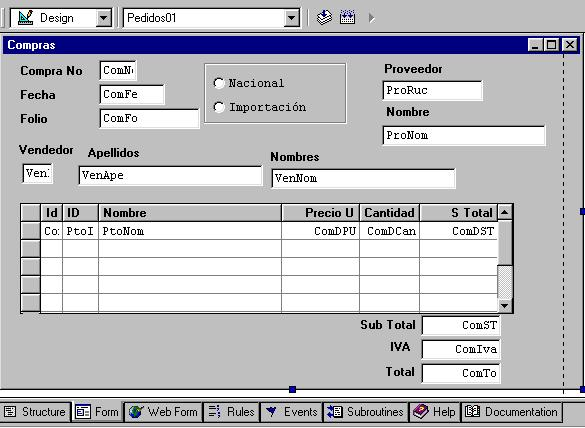 Design Pedidos01
Compras
Compra No ComN
Fecha ComFe
Folio ComFo
Nacional
Importación
Proveedor
ProRuc
Nombre
ProNom
Vendedor Apellidos Nombres
Ven VenApe VenNom
Id ID Nombre Precio U Cantidad S Total
Co PtoI PtoNom ComDPU ComDCan ComDST
Sub Total ComST
IVA ComIva
Total ComTo
Structure Form Web Form Rules Events Subroutines Help Documentation